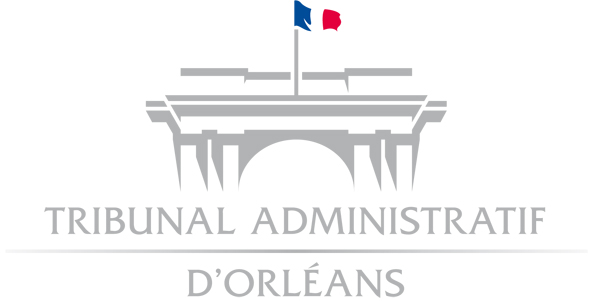 TRIBUNAL ADMINISTRATIF
D'ORLÉANS